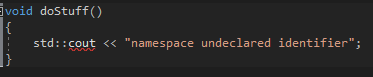 void doStuff()
{
    std::cout << "namespace undeclared identifier";
}